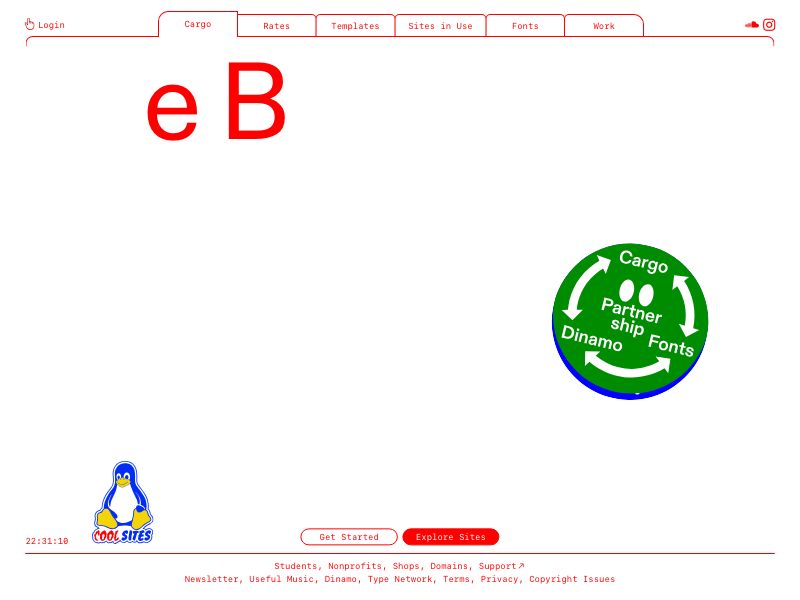 Login
Cargo
Rates
Templates
Sites in Use
Fonts
Work
e B
Cargo
Partner
ship
Dinamo
Fonts
COOL SITES
22:31:10
Get Started
Explore Sites
Students, Nonprofits, Shops, Domains, Support↗
Newsletter, Useful Music, Dinamo, Type Network, Terms, Privacy, Copyright Issues